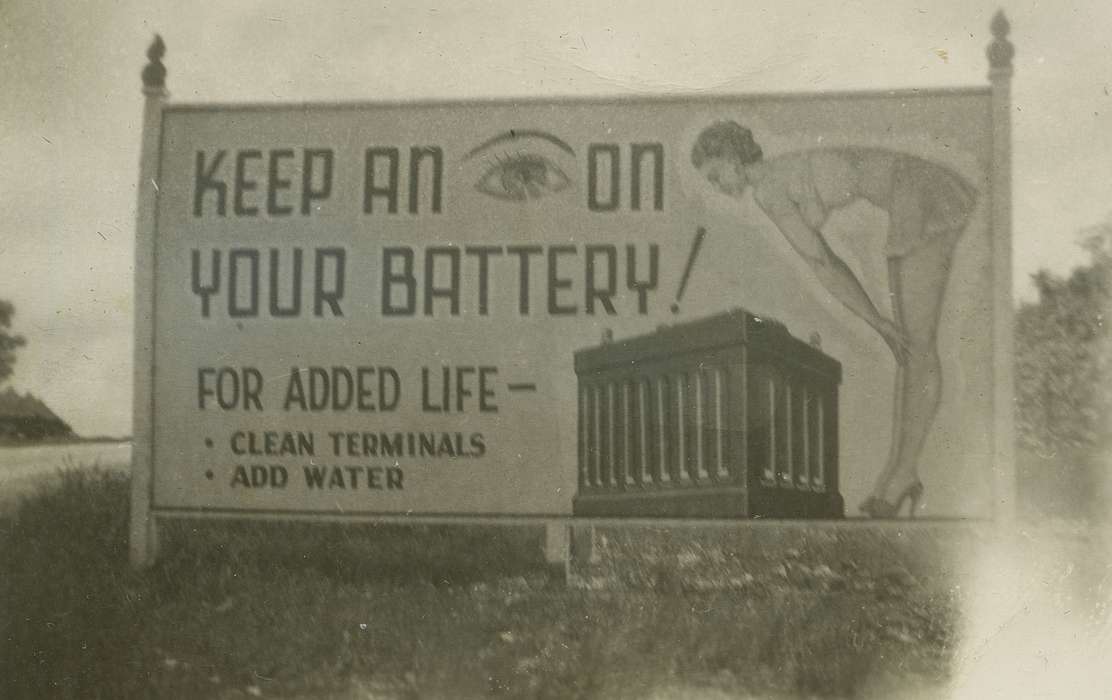 KEEP AN ON
YOUR BATTERY!
FOR ADDED LIFE—
• CLEAN TERMINALS
• ADD WATER